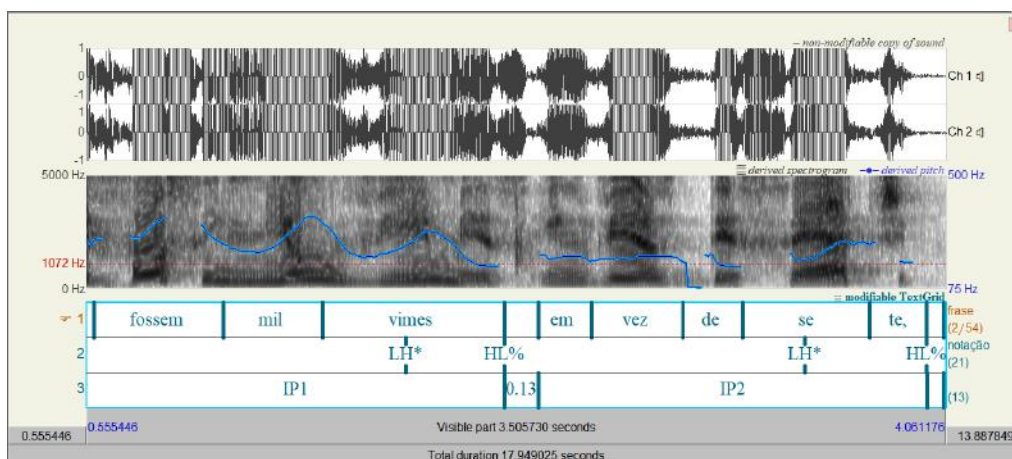 – non-modifiable copy of sound
1
0
-1
Ch 1
1
0
-1
Ch 2
5000 Hz
derived spectrogram
derived pitch
500 Hz
1072 Hz
0 Hz
75 Hz
modifiable TextGrid
1 fossem mil vimes em vez de se te, frase (2/54)
2 LH* HL% LH* HL% notação (21)
3 IP1 0.13 IP2 (13)
0.555446 0.555446 Visible part 3.505730 seconds 4.061176 13.887849
Total duration 17.949025 seconds